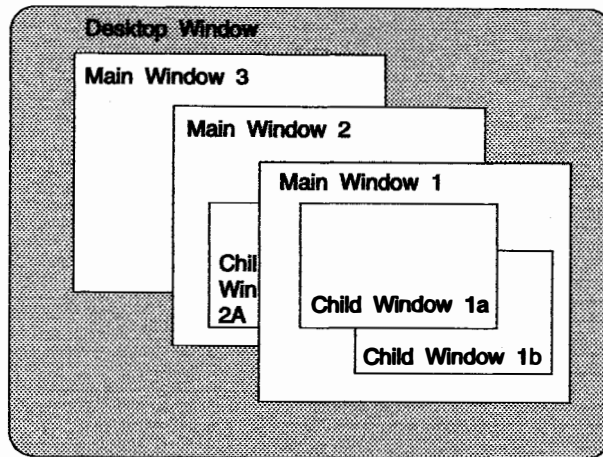 Desktop Window
Main Window 3
Main Window 2
Main Window 1
Chil
Win
2A
Child Window 1a
Child Window 1b